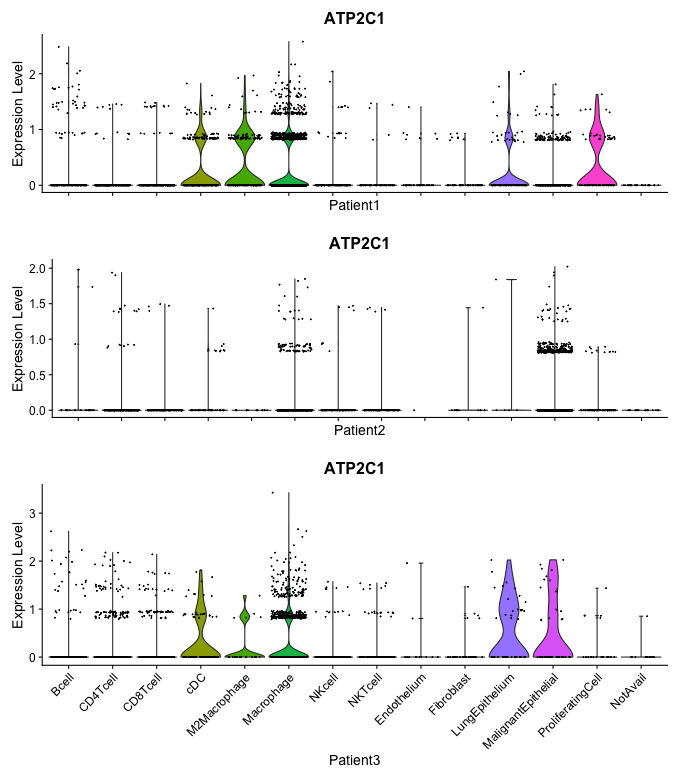 ATP2C1
Expression Level
2
1
0
Patient1
ATP2C1
Expression Level
2.0
1.5
1.0
0.5
0.0
Patient2
ATP2C1
Expression Level
3
2
1
0
Bcell
CD4Tcell
CD8Tcell
cDC
M2Macrophage
Macrophage
NKcell
NKTcell
Endothelium
Fibroblast
LungEpithelium
MalignantEpithelial
ProliferatingCell
NotAvail
Patient3